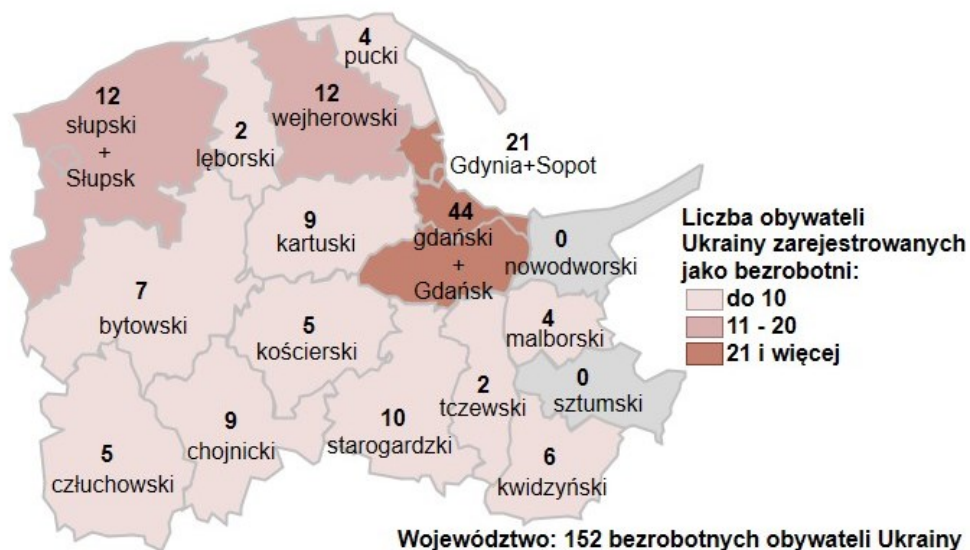 4
pucki
12
słupski
+
Słupsk
2
lęborski
12
wejherowski
21
Gdynia+Sopot
9
kartuski
44
gdański
+
Gdańsk
0
nowodworski
7
bytowski
5
kościerski
4
malborski
5
człuchowski
9
chojnicki
10
starogardzki
2
tczewski
0
sztumski
6
kwidzyński
Liczba obywateli
Ukrainy zarejestrowanych
jako bezrobotni:
do 10
11 - 20
21 i więcej
Województwo: 152 bezrobotnych obywateli Ukrainy